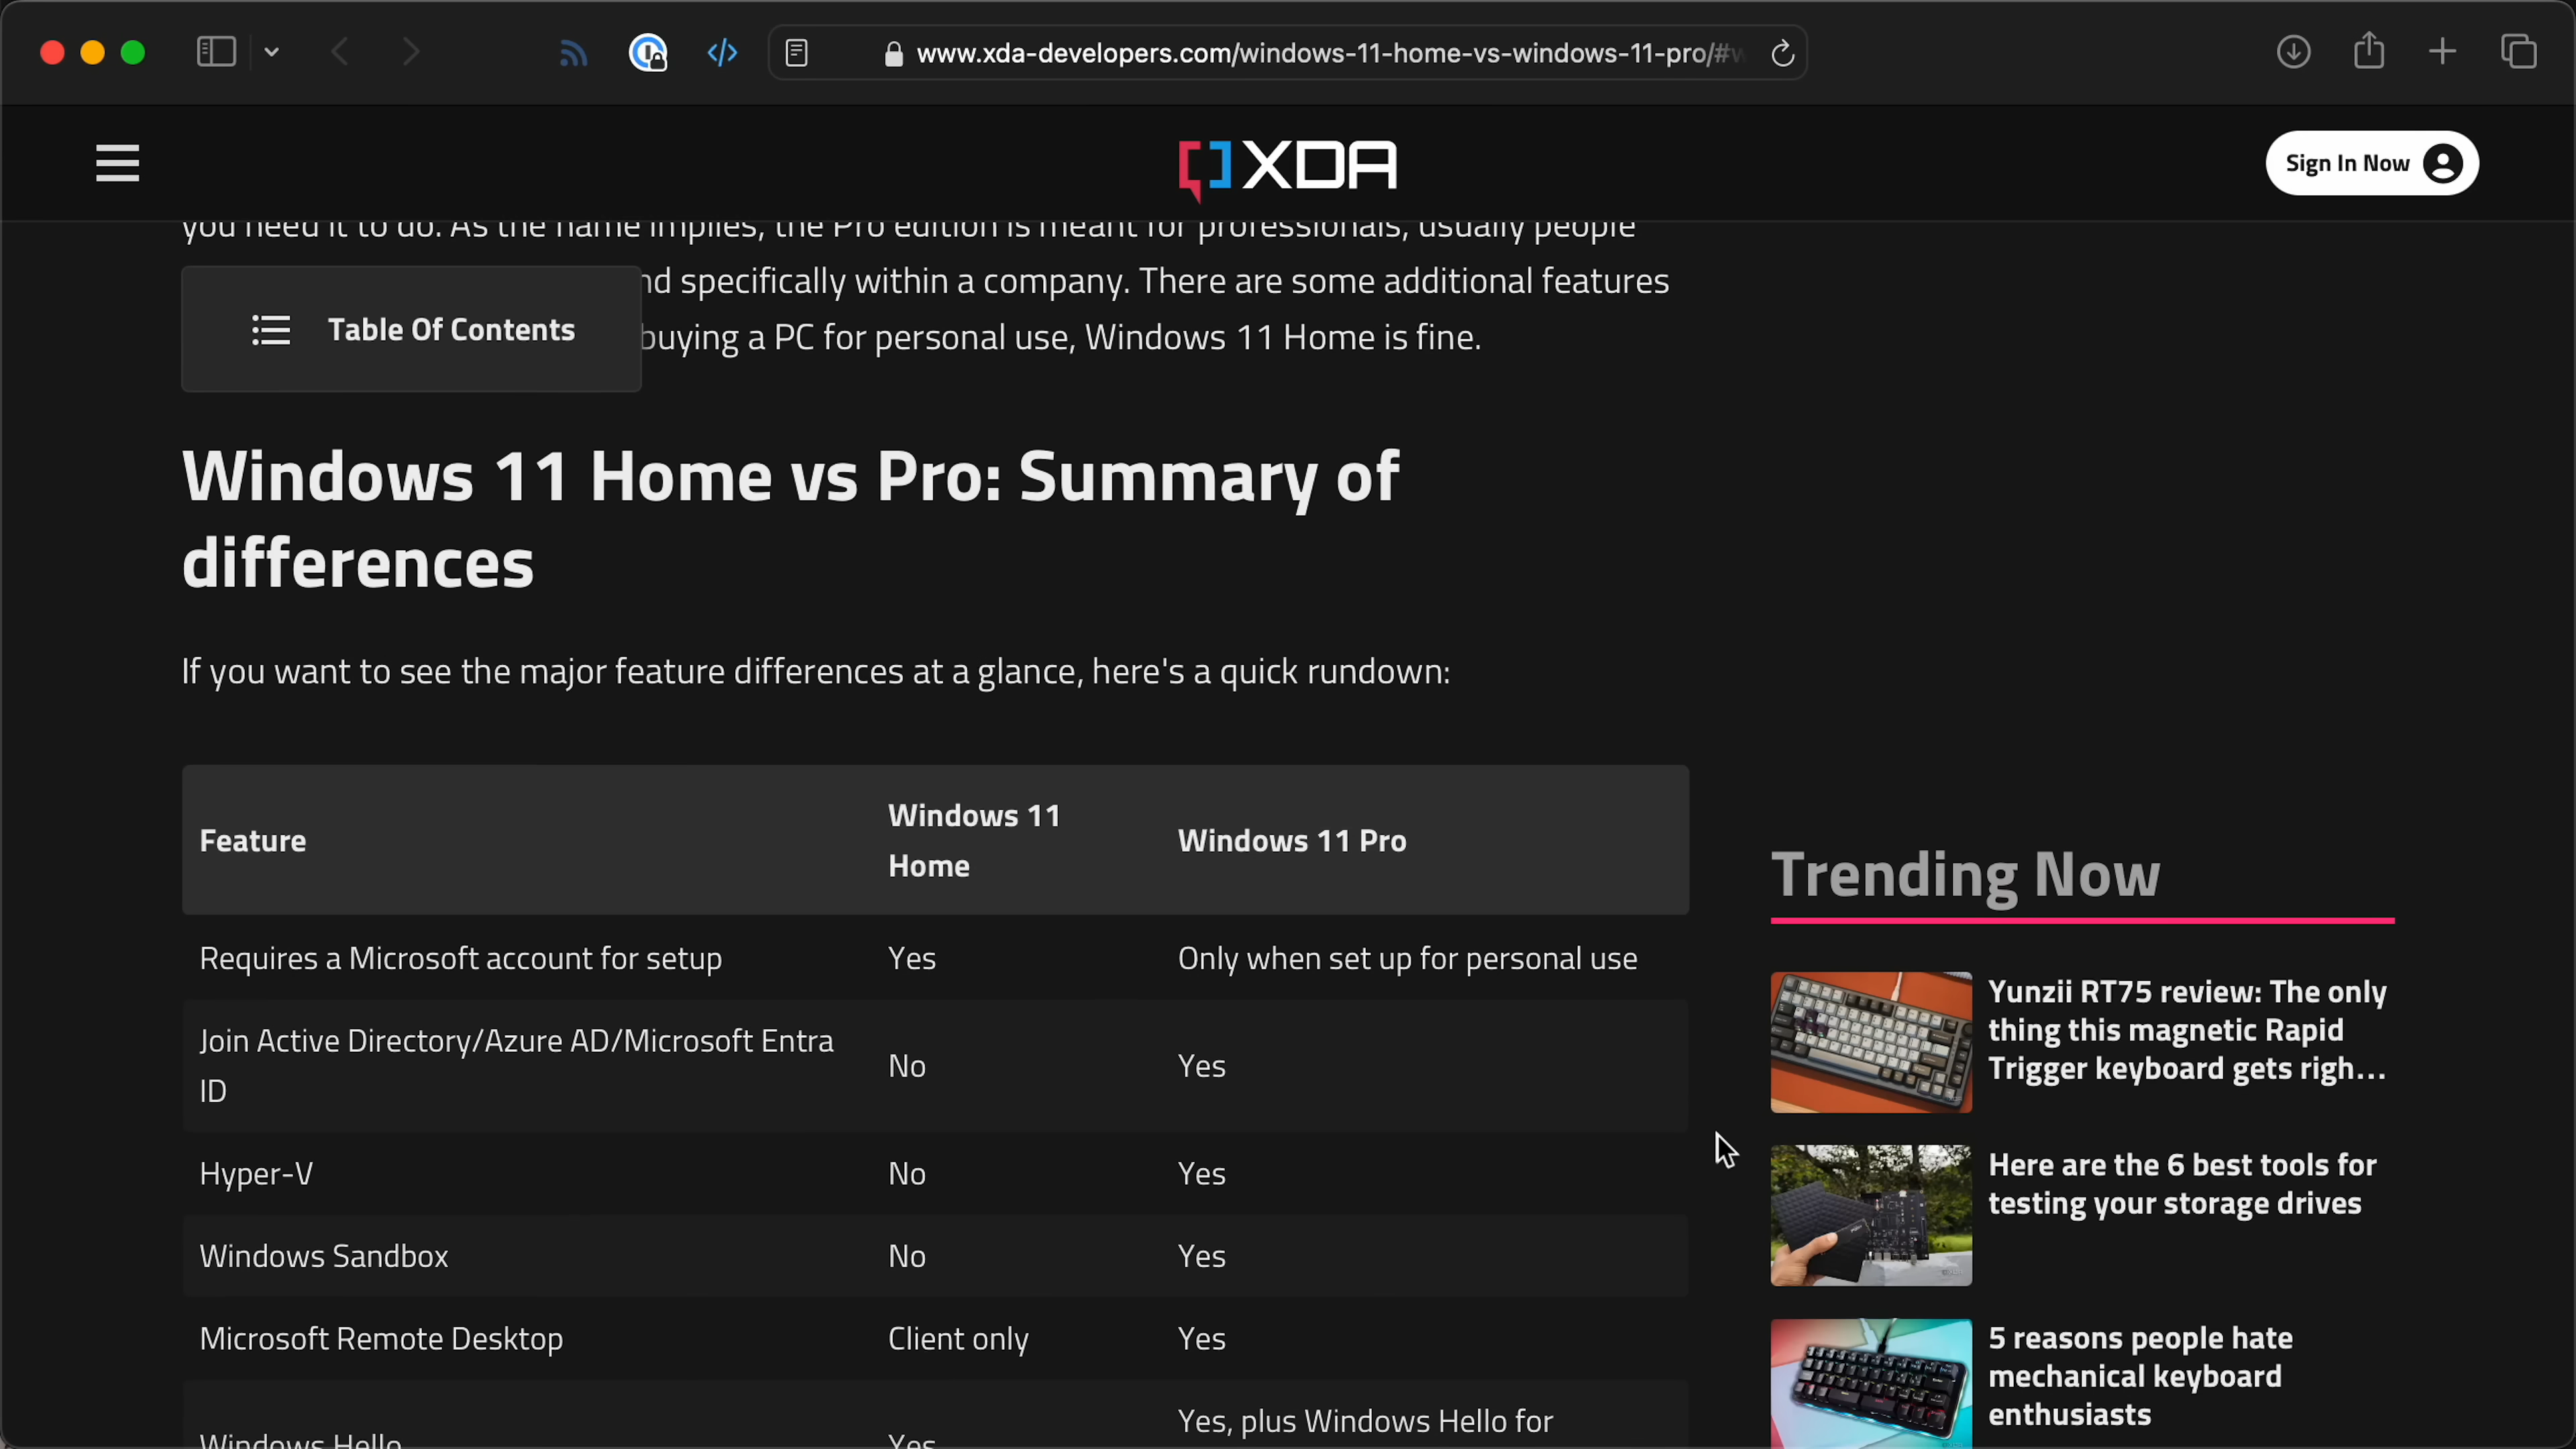 www.xda-developers.com/windows-11-home-vs-windows-11-pro/#w
XDA
Sign In Now
you need it to do. As the name implies, the Pro edition is meant for professionals, usually people
nd specifically within a company. There are some additional features
Table Of Contents
buying a PC for personal use, Windows 11 Home is fine.
Windows 11 Home vs Pro: Summary of
differences
If you want to see the major feature differences at a glance, here's a quick rundown:
Feature
Windows 11
Home
Windows 11 Pro
Requires a Microsoft account for setup
Yes
Only when set up for personal use
Join Active Directory/Azure AD/Microsoft Entra
ID
No
Yes
Hyper-V
No
Yes
Windows Sandbox
No
Yes
Microsoft Remote Desktop
Client only
Yes
Windows Hello
Yes
Yes, plus Windows Hello for
Trending Now
Yunzii RT75 review: The only
thing this magnetic Rapid
Trigger keyboard gets righ...
Here are the 6 best tools for
testing your storage drives
5 reasons people hate
mechanical keyboard
enthusiasts